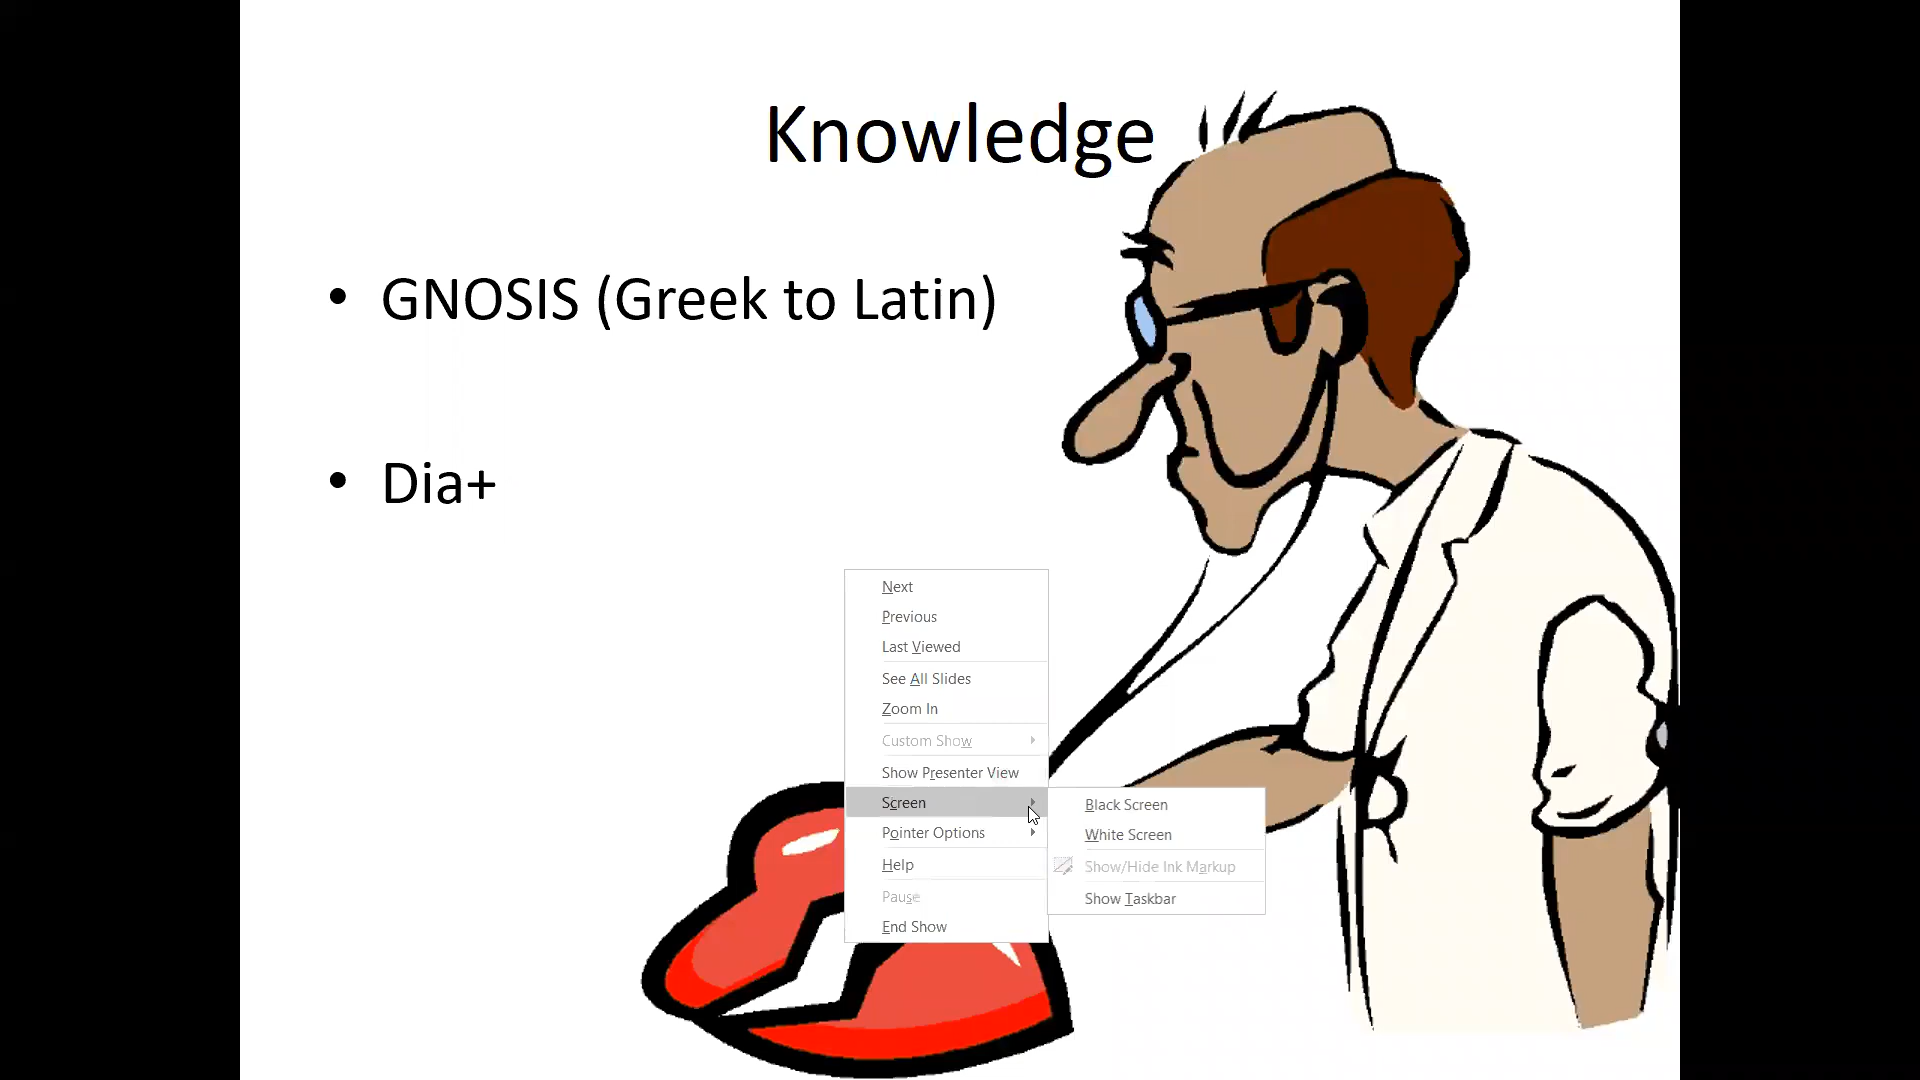 Knowledge
• GNOSIS (Greek to Latin)
• Dia+
Next
Previous
Last Viewed
See All Slides
Zoom In
Custom Show
Show Presenter View
Screen
Pointer Options
Help
Pause
End Show
Black Screen
White Screen
Show/Hide Ink Markup
Show Taskbar